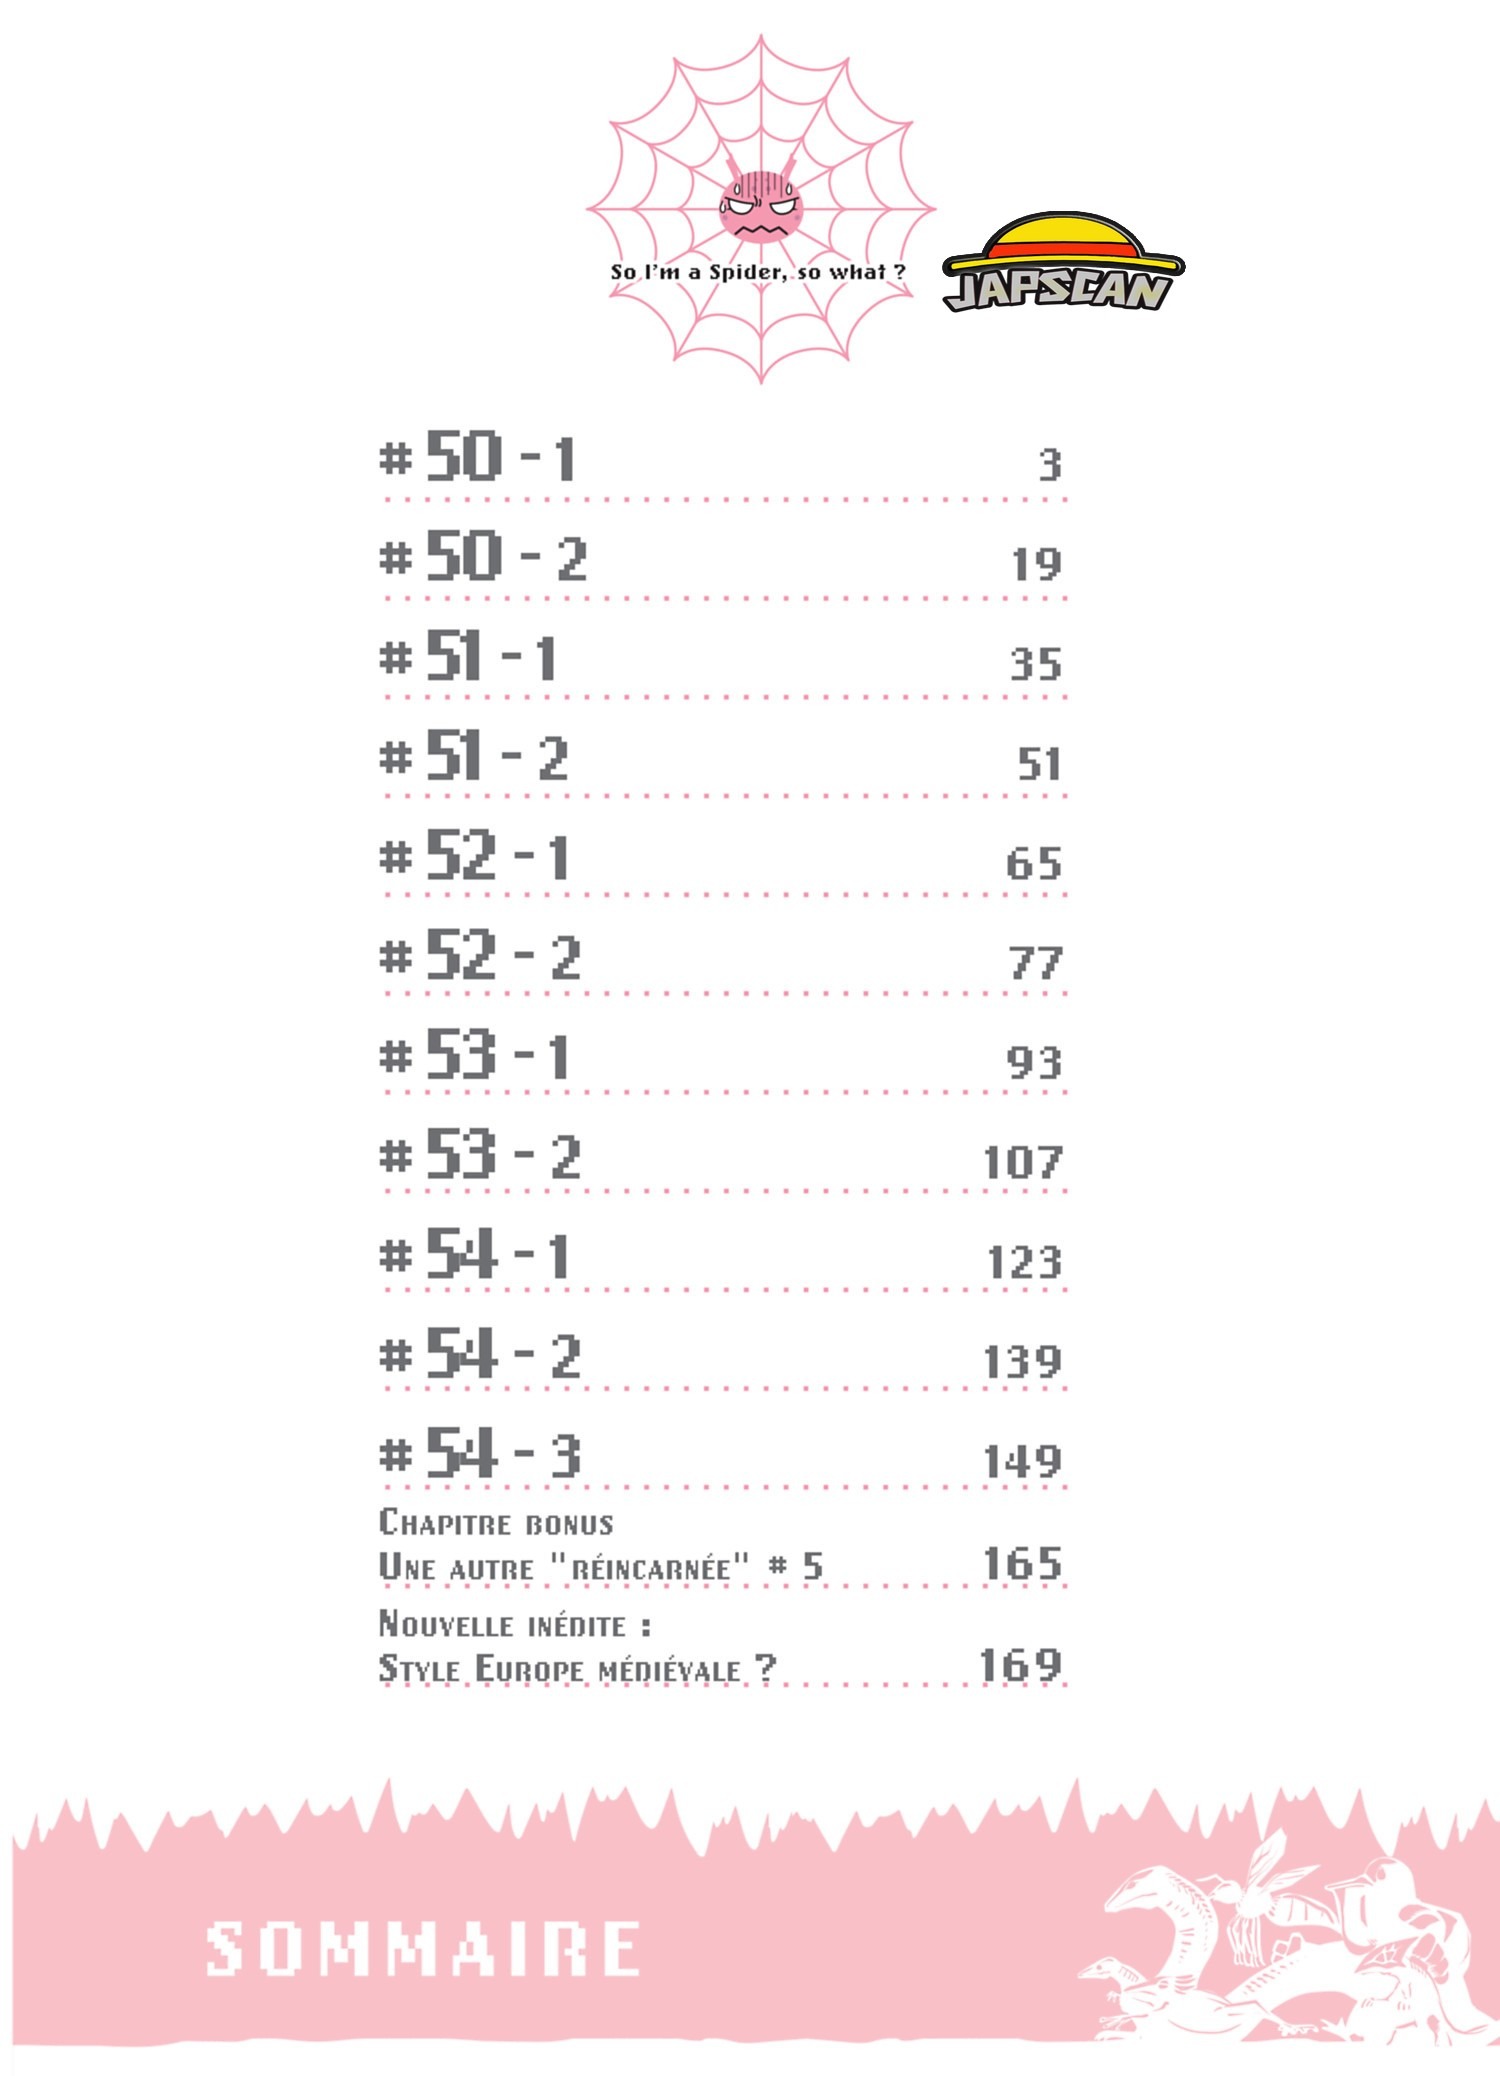 So I'm a Spider, so what ?
JAPSCAN
# 50 - 1 3
# 50 - 2 19
# 51 - 1 35
# 51 - 2 51
# 52 - 1 65
# 52 - 2 77
# 53 - 1 93
# 53 - 2 107
# 54 - 1 123
# 54 - 2 139
# 54 - 3 149
CHAPITRE BONUS
UNE AUTRE "RÉINCARNÉE" # 5 165
NOUVELLE INÉDITE :
STYLE EUROPE MÉDIÉVALE ? 169
SOMMAIRE